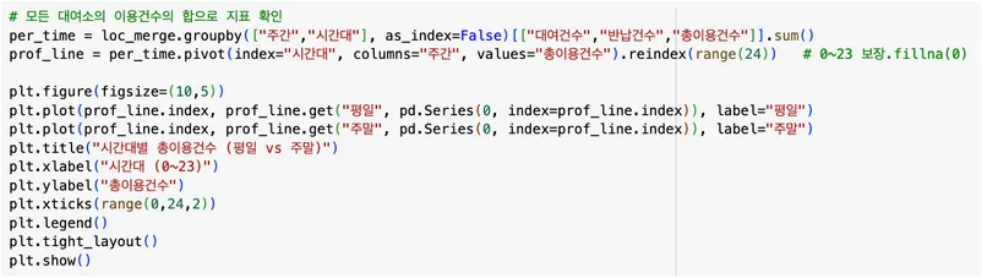 # 모든 대여소의 이용건수의 합으로 지표 확인
per_time = loc_merge.groupby(["주간","시간대"], as_index=False)[["대여건수","반납건수","총이용건수"]].sum()
prof_line = per_time.pivot(index="시간대", columns="주간", values="총이용건수").reindex(range(24))   # 0~23 보장.fillna(0)

plt.figure(figsize=(10,5))
plt.plot(prof_line.index, prof_line.get("평일", pd.Series(0, index=prof_line.index)), label="평일")
plt.plot(prof_line.index, prof_line.get("주말", pd.Series(0, index=prof_line.index)), label="주말")
plt.title("시간대별 총이용건수 (평일 vs 주말)")
plt.xlabel("시간대 (0~23)")
plt.ylabel("총이용건수")
plt.xticks(range(0,24,2))
plt.legend()
plt.tight_layout()
plt.show()